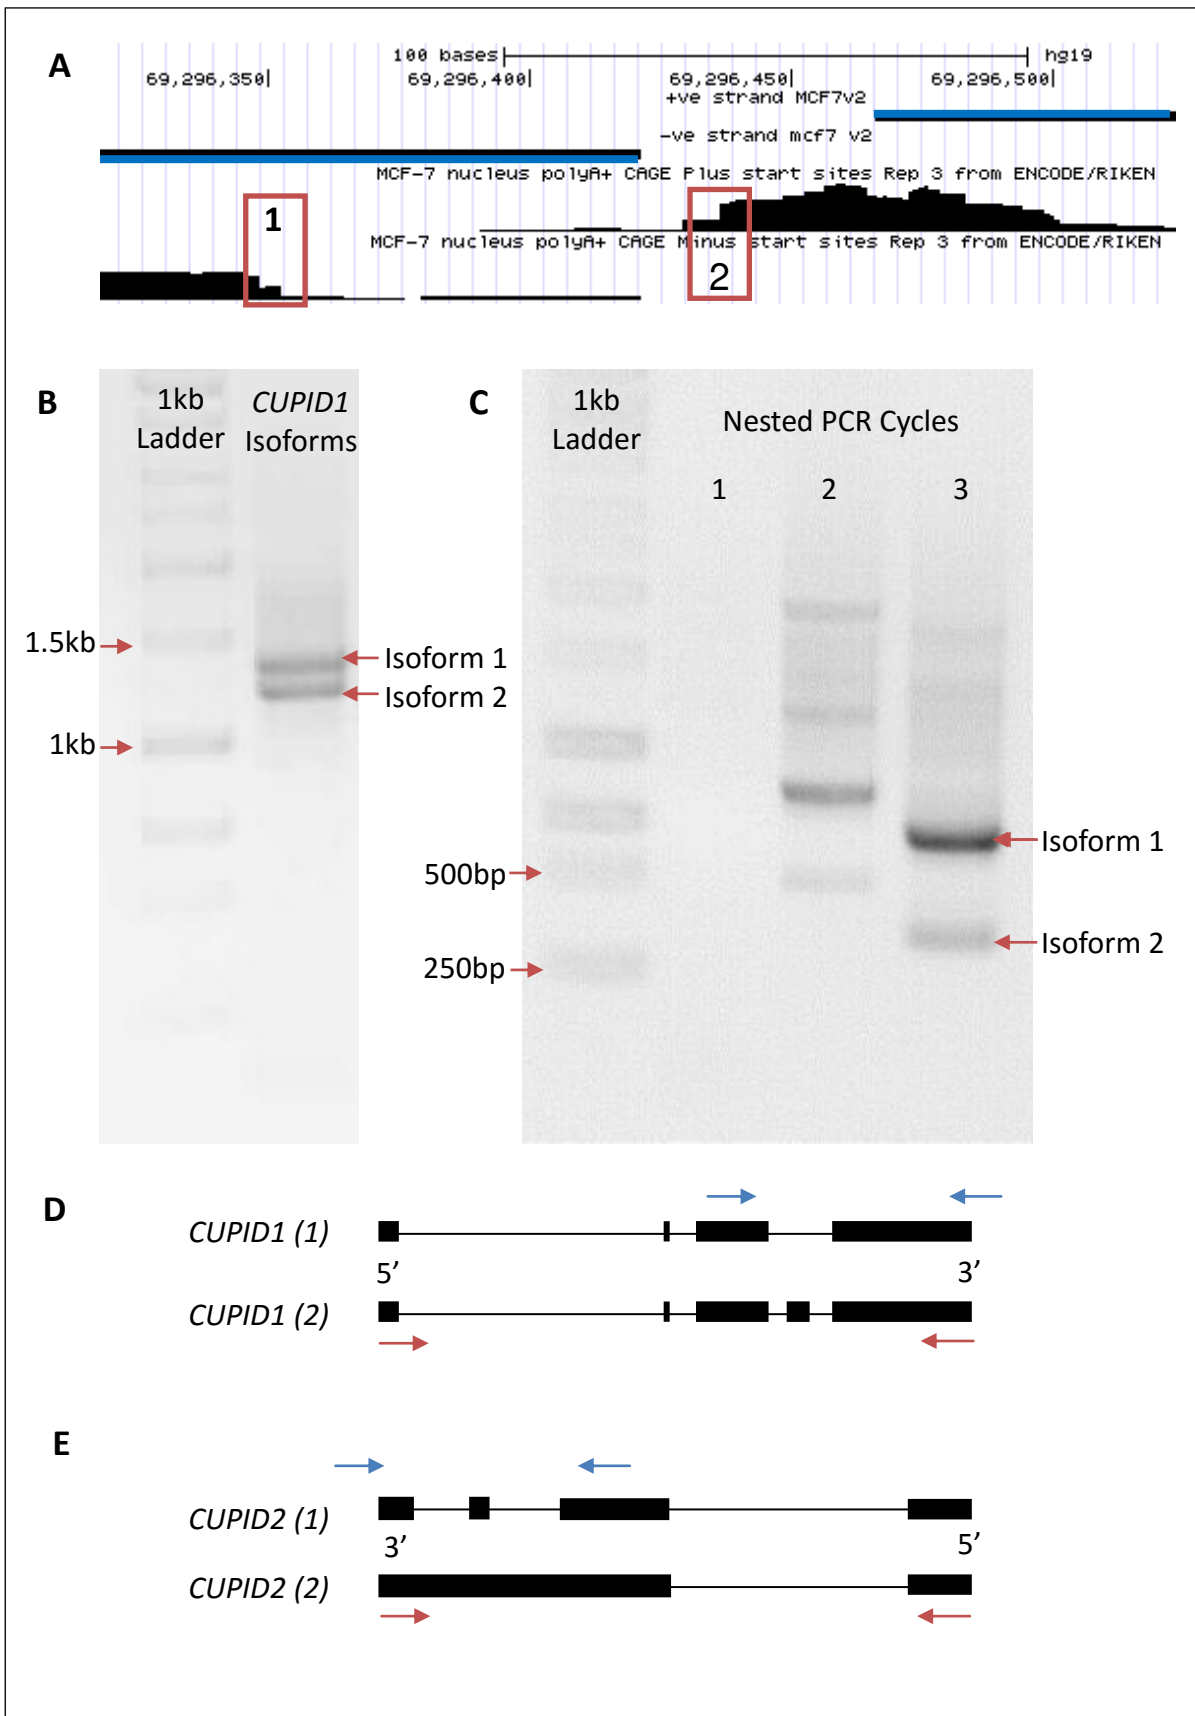 A
100 bases hg19
69,296,350| 69,296,400| 69,296,450| 69,296,500|
+ve strand MCF7v2
-ve strand mcf7 v2
MCF-7 nucleus polyA+ CAGE Plus start sites Rep 3 from ENCODE/RIKEN
1
MCF-7 nucleus polyA+ CAGE Minus start sites Rep 3 from ENCODE/RIKEN
2
B
1kb
Ladder
CUPID1
Isoforms
1.5kb
1kb
Isoform 1
Isoform 2
C
1kb
Ladder
Nested PCR Cycles
1 2 3
500bp
250bp
Isoform 1
Isoform 2
D
CUPID1 (1)
5’ 3’
CUPID1 (2)
E
CUPID2 (1)
3’ 5’
CUPID2 (2)